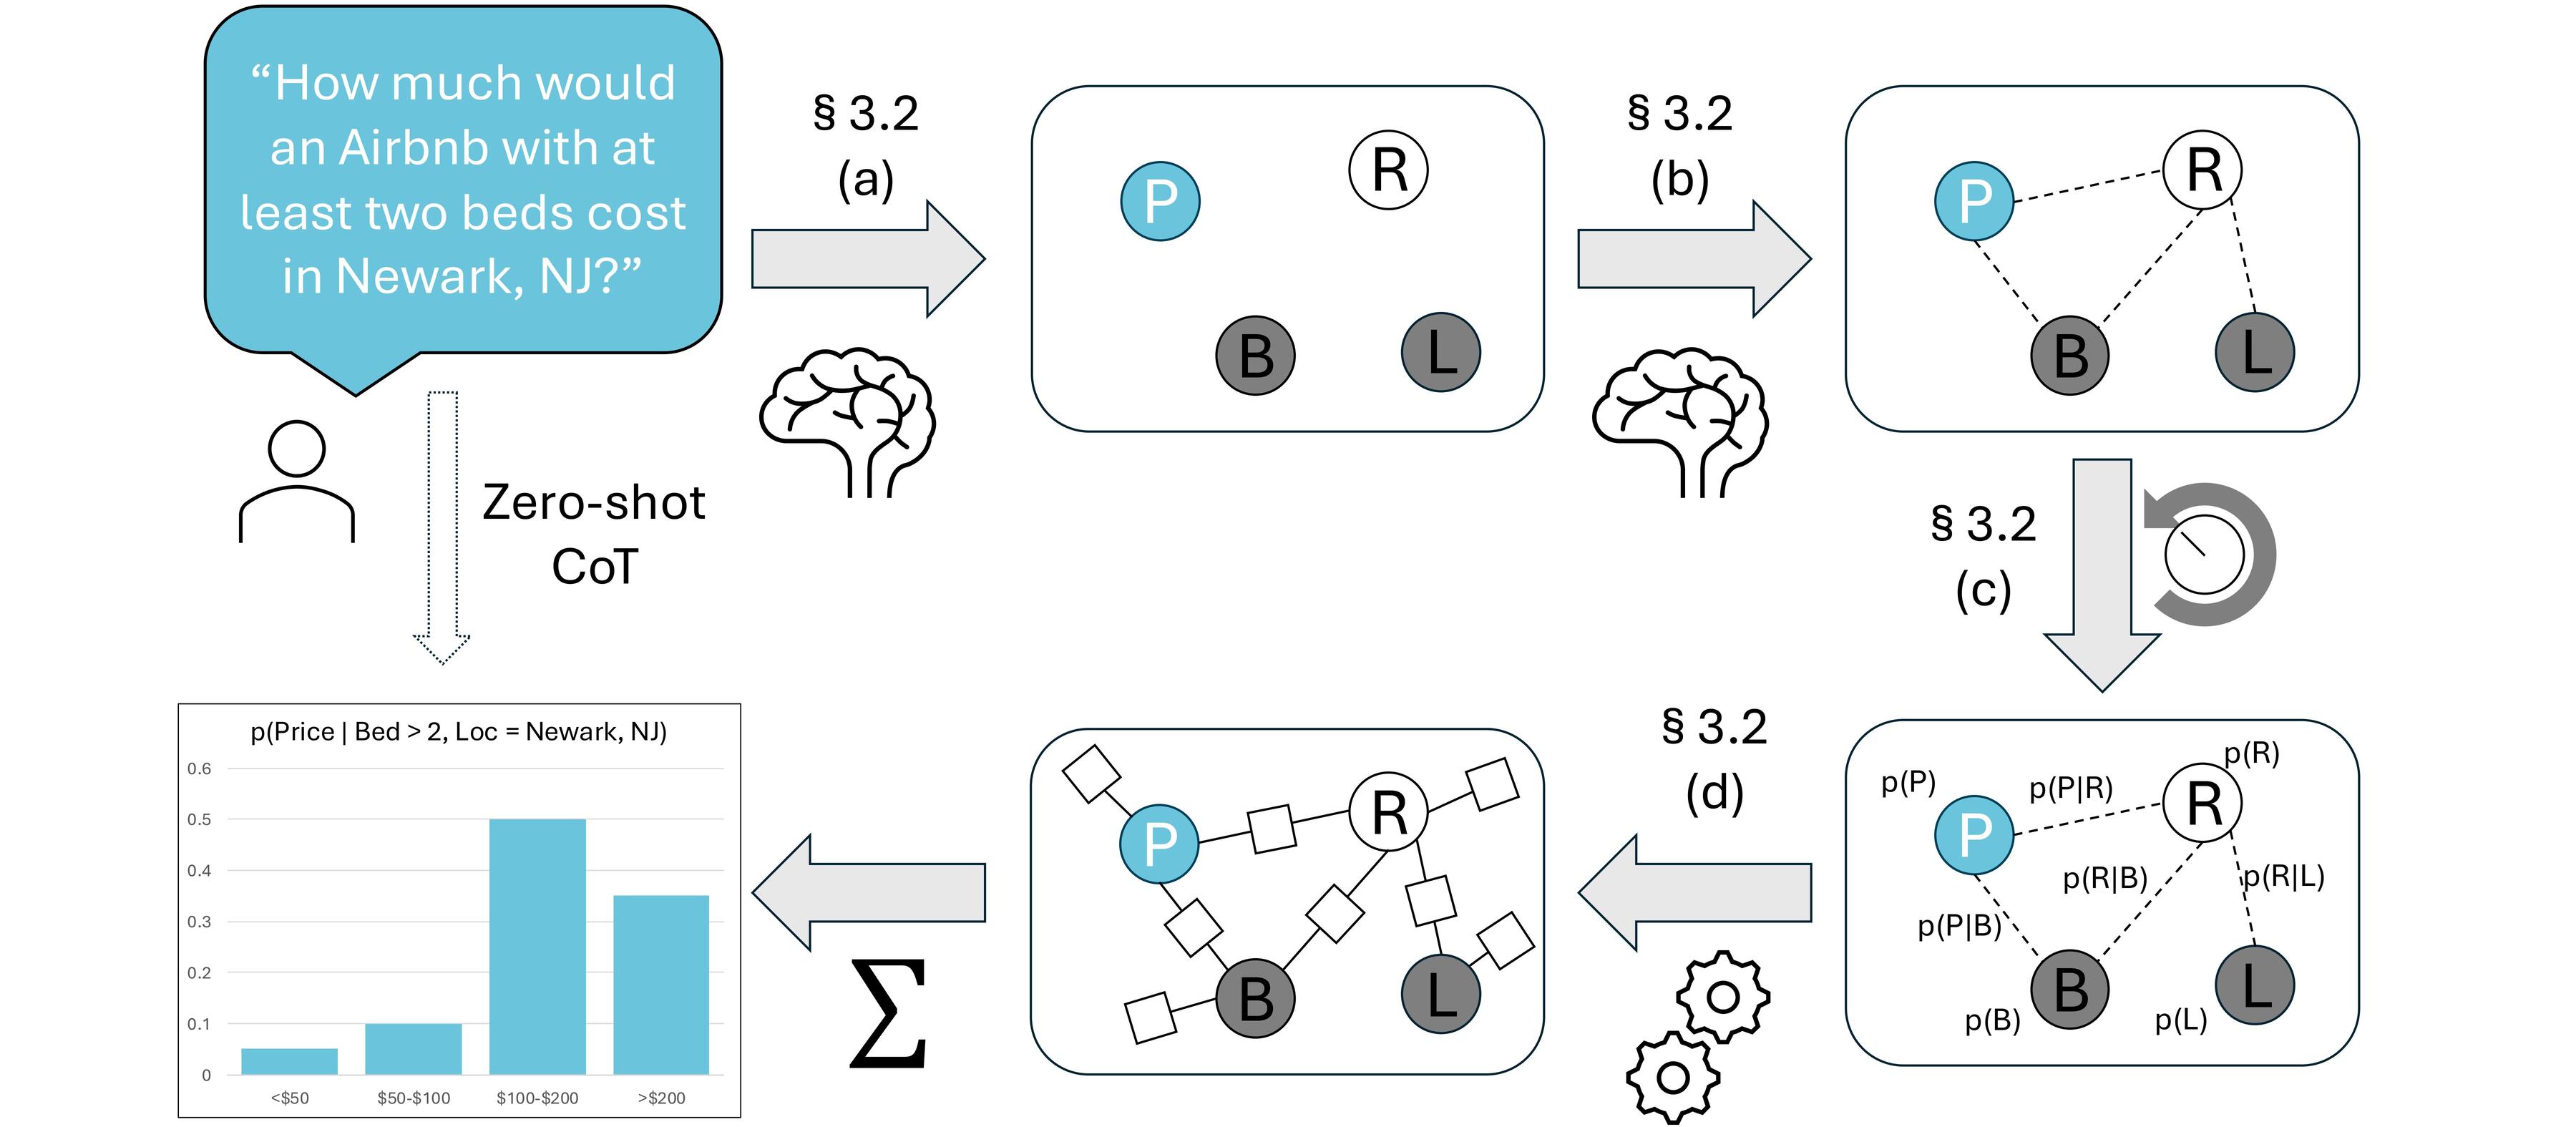 “How much would
an Airbnb with at
least two beds cost
in Newark, NJ?”
§ 3.2
(a)
P
R
B
L
§ 3.2
(b)
P
R
B
L
Zero-shot
CoT
§ 3.2
(c)
p(P)
p(P|R)
p(R)
P
R
p(R|B)
p(R|L)
p(P|B)
B
L
p(B)
p(L)
§ 3.2
(d)
P
R
B
L
Σ
p(Price | Bed > 2, Loc = Newark, NJ)
0.6
0.5
0.4
0.3
0.2
0.1
0
<$50
$50-$100
$100-$200
>$200